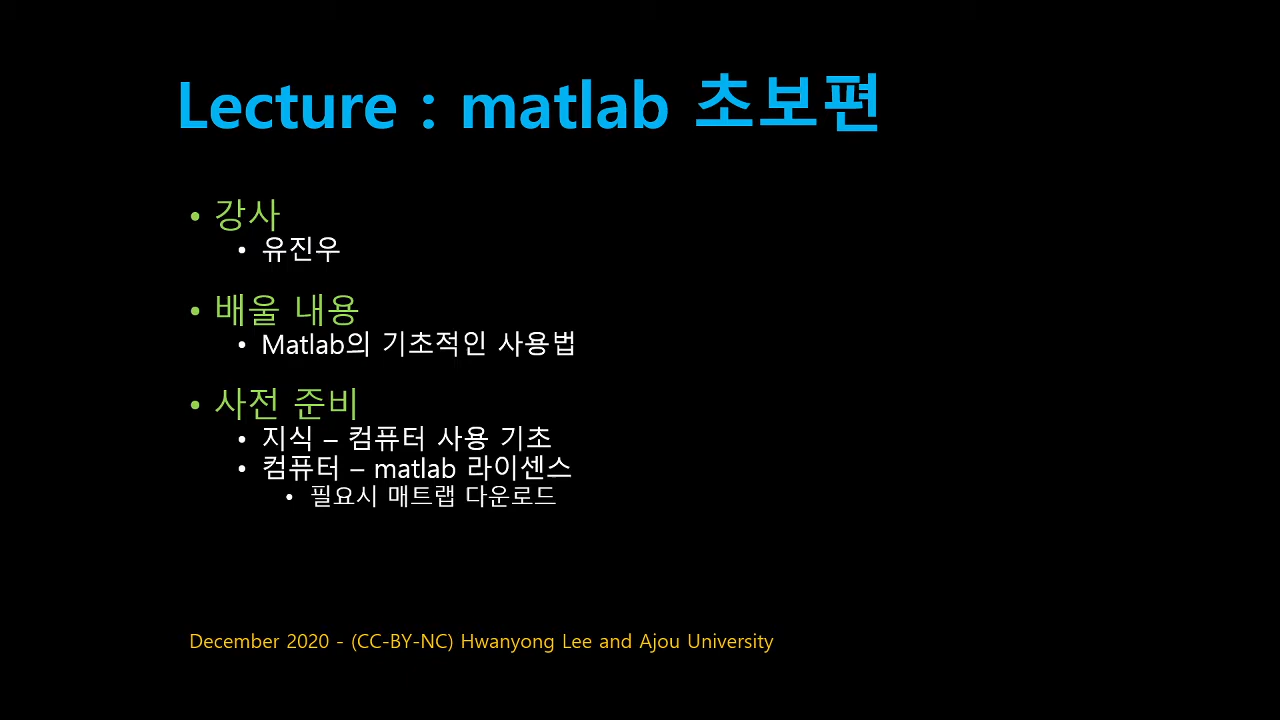 Lecture : matlab 초보편
• 강사
• 유진우
• 배울 내용
• Matlab의 기초적인 사용법
• 사전 준비
• 지식 – 컴퓨터 사용 기초
• 컴퓨터 – matlab 라이센스
• 필요시 매트랩 다운로드
December 2020 - (CC-BY-NC) Hwanyong Lee and Ajou University